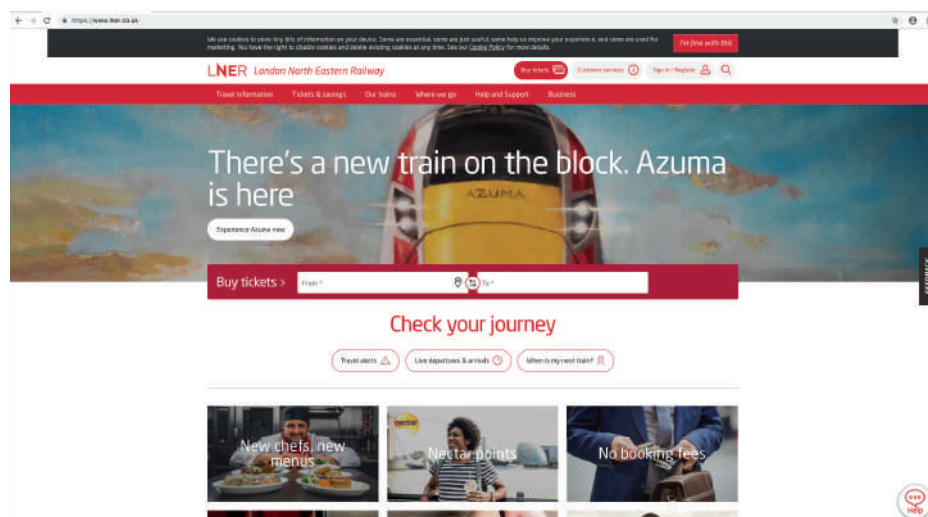 https://www.lner.co.uk
We use cookies to store tiny bits of information on your device. Some are essential, some are just useful, some help us improve your experience, and some are used for
marketing. You have the right to disable cookies and delete existing cookies at any time. See our Cookie Policy for more details.
I'm fine with this
LNER London North Eastern Railway
Buy tickets
Customer services
Sign in / Register
Travel information Tickets & savings Our trains Where we go Help and Support Business
There's a new train on the block. Azuma
is here
AZUMA
Experience Azuma now
Buy tickets >
From *
To *
FEEDBACK
Check your journey
Travel alerts
Live departures & arrivals
When is my next train?
New chefs, new
menus
nectar
Nectar points
No booking fees
Help